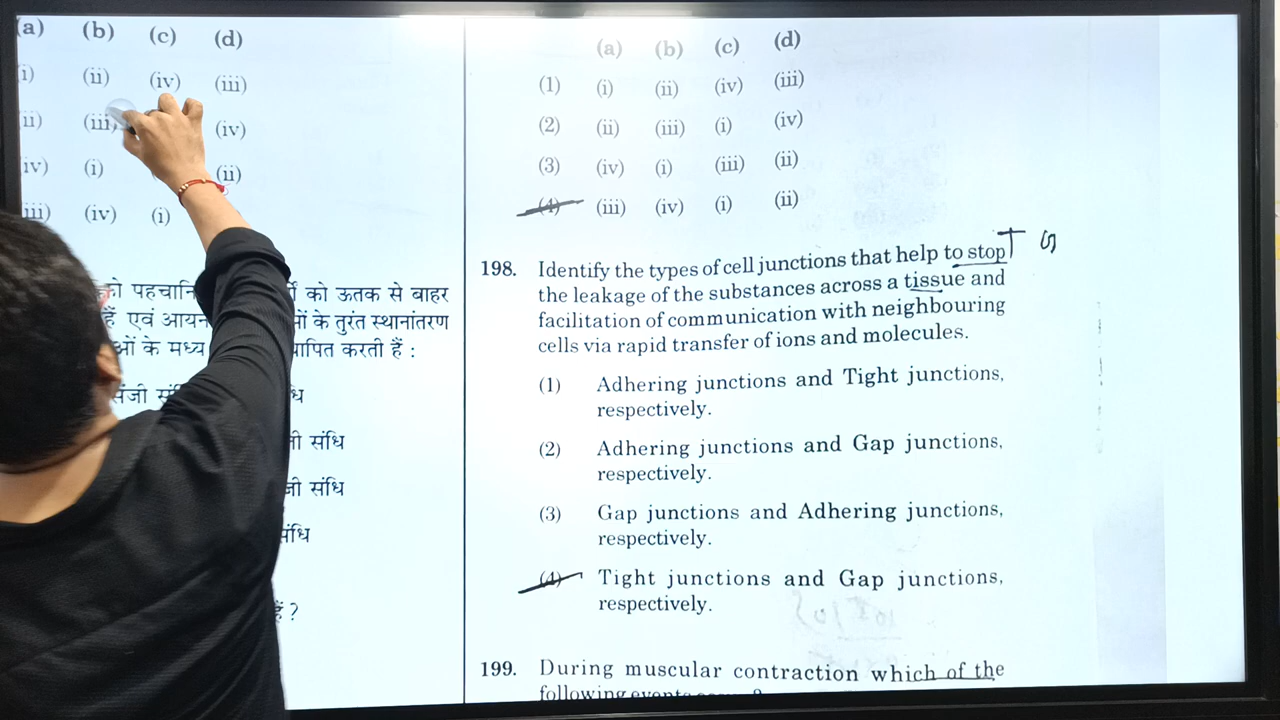 (a) (b) (c) (d)
i) (ii) (iv) (iii)
ii) (iii) (iv)
iv) (i) (ii)
iii) (iv) (i)
को पहचानि ों को ऊतक से बाहर
हैं एवं आयन ों के तुरंत स्थानांतरण
ओं के मध्य थापित करती हैं :
संधि
संधि
संधि
हैं ?
(a) (b) (c) (d)
(1) (i) (ii) (iv) (iii)
(2) (ii) (iii) (i) (iv)
(3) (iv) (i) (iii) (ii)
(4) (iii) (iv) (i) (ii)
T G
198. Identify the types of cell junctions that help to stop
the leakage of the substances across a tissue and
facilitation of communication with neighbouring
cells via rapid transfer of ions and molecules.
(1) Adhering junctions and Tight junctions,
respectively.
(2) Adhering junctions and Gap junctions,
respectively.
(3) Gap junctions and Adhering junctions,
respectively.
(4) Tight junctions and Gap junctions,
respectively.
199. During muscular contraction which of the
following events